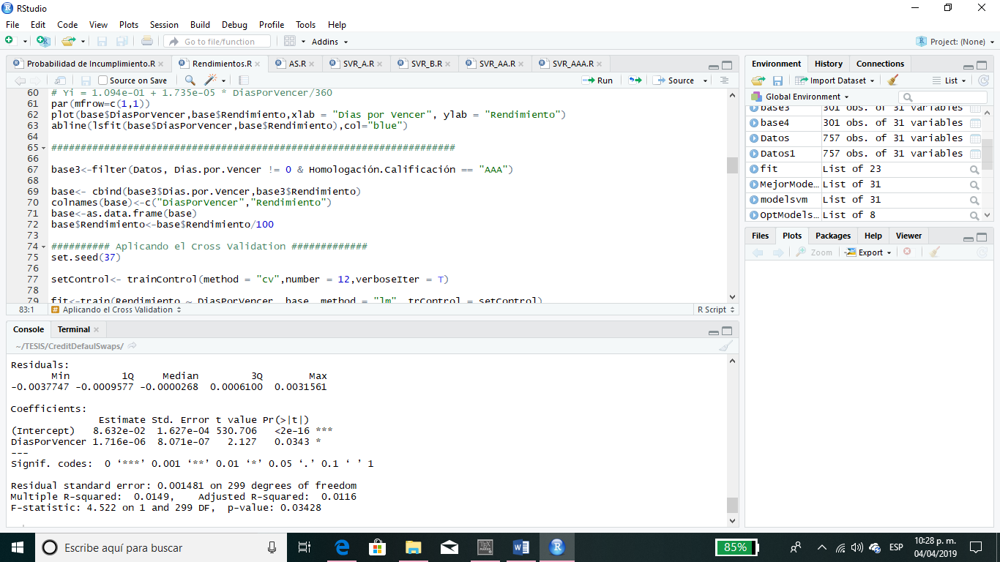 RStudio
File Edit Code View Plots Session Build Debug Profile Tools Help
Go to file/function Addins Project: (None)
Probabilidad de Incumplimiento.R Rendimientos.R AS.R SVR_A.R SVR_B.R SVR_AA.R SVR_AAA.R
Source on Save Run Source
60 # Yi = 1.094e-01 + 1.735e-05 * DiasPorVencer/360
61 par(mfrow=c(1,1))
62 plot(base$DiasPorVencer,base$Rendimiento,xlab = "Dias por Vencer", ylab = "Rendimiento")
63 abline(lsfit(base$DiasPorVencer,base$Rendimiento),col="blue")
64
65 #####################################################################
66
67 base3<-filter(Datos, Dias.por.Vencer != 0 & Homologación.Calificación == "AAA")
68
69 base<- cbind(base3$Dias.por.Vencer,base3$Rendimiento)
70 colnames(base)<-c("DiasPorVencer","Rendimiento")
71 base<-as.data.frame(base)
72 base$Rendimiento<-base$Rendimiento/100
73
74 ########## Aplicando el Cross Validation #############
75 set.seed(37)
76
77 setControl<- trainControl(method = "cv",number = 12,verboseIter = T)
78
79 fit<-train(Rendimiento ~ DiasPorVencer, base, method = "lm", trControl = setControl)
83:1 # Aplicando el Cross Validation R Script
Console Terminal
~/TESIS/CreditDefaulSwaps/
Residuals:
Min 1Q Median 3Q Max
-0.0037747 -0.0009577 -0.0000268 0.0006100 0.0031561
Coefficients:
Estimate Std. Error t value Pr(>|t|)
(Intercept) 8.632e-02 1.627e-04 530.706 <2e-16 ***
DiasPorVencer 1.716e-06 8.071e-07 2.127 0.0343 *
---
Signif. codes: 0 ‘***’ 0.001 ‘**’ 0.01 ‘*’ 0.05 ‘.’ 0.1 ‘ ’ 1
Residual standard error: 0.001481 on 299 degrees of freedom
Multiple R-squared: 0.0149, Adjusted R-squared: 0.0116
F-statistic: 4.522 on 1 and 299 DF, p-value: 0.03428
Environment History Connections
Import Dataset List
Global Environment
base3 301 obs. of 31 variables
base4 301 obs. of 31 variables
Datos 757 obs. of 31 variables
Datos1 757 obs. of 31 variables
fit List of 23
MejorMode… List of 31
modelsvm List of 31
OptModels… List of 8
Files Plots Packages Help Viewer
Zoom Export
Escribe aquí para buscar
85%
ESP
10:28 p. m.
04/04/2019